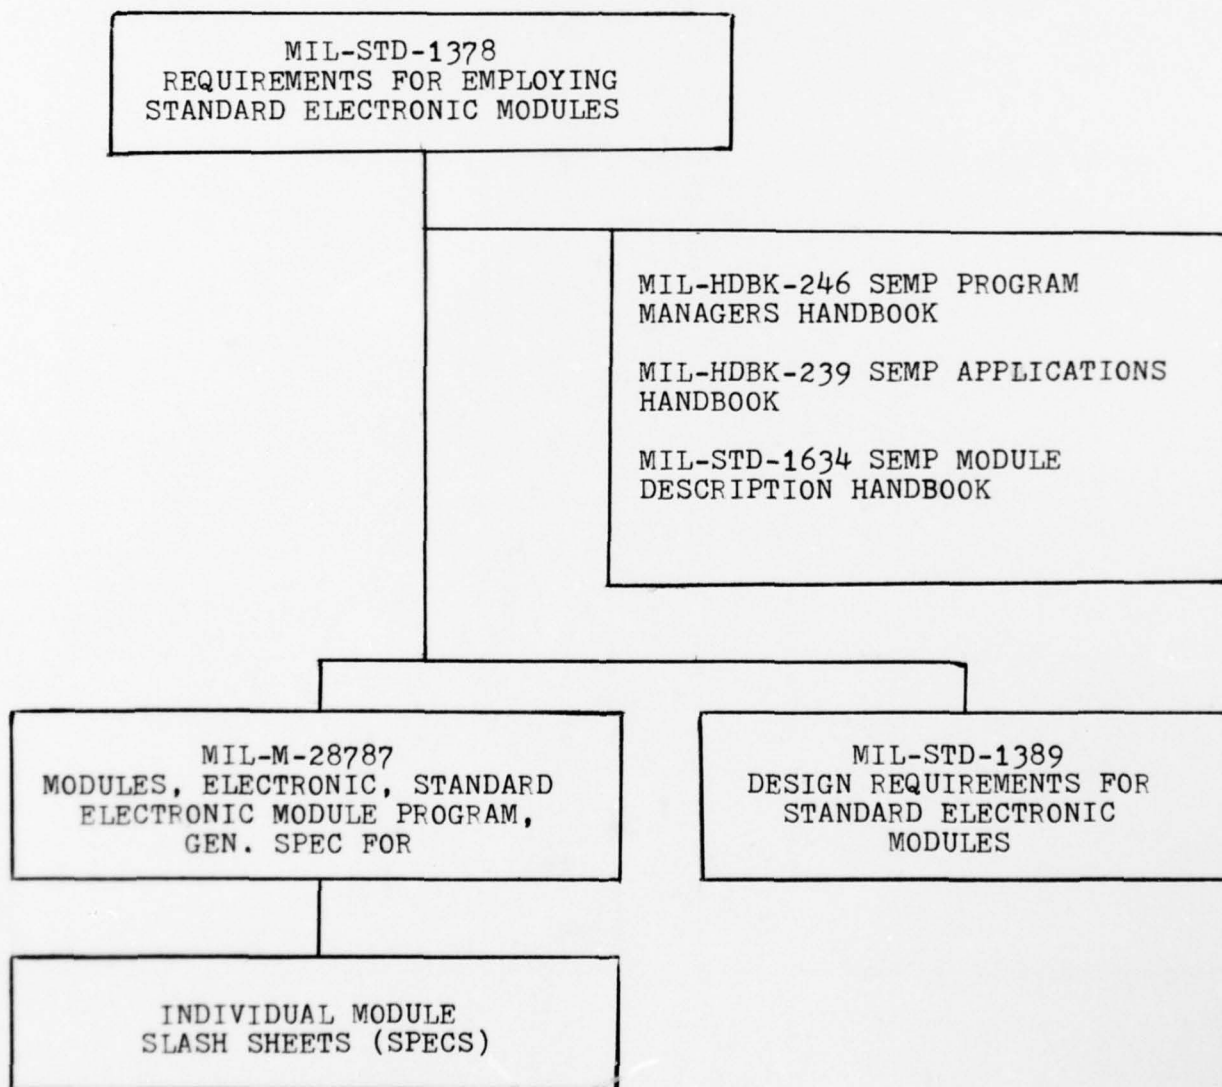 MIL-STD-1378
REQUIREMENTS FOR EMPLOYING
STANDARD ELECTRONIC MODULES
MIL-HDBK-246 SEMP PROGRAM
MANAGERS HANDBOOK
MIL-HDBK-239 SEMP APPLICATIONS
HANDBOOK
MIL-STD-1634 SEMP MODULE
DESCRIPTION HANDBOOK
MIL-M-28787
MODULES, ELECTRONIC, STANDARD
ELECTRONIC MODULE PROGRAM,
GEN. SPEC FOR
MIL-STD-1389
DESIGN REQUIREMENTS FOR
STANDARD ELECTRONIC
MODULES
INDIVIDUAL MODULE
SLASH SHEETS (SPECS)